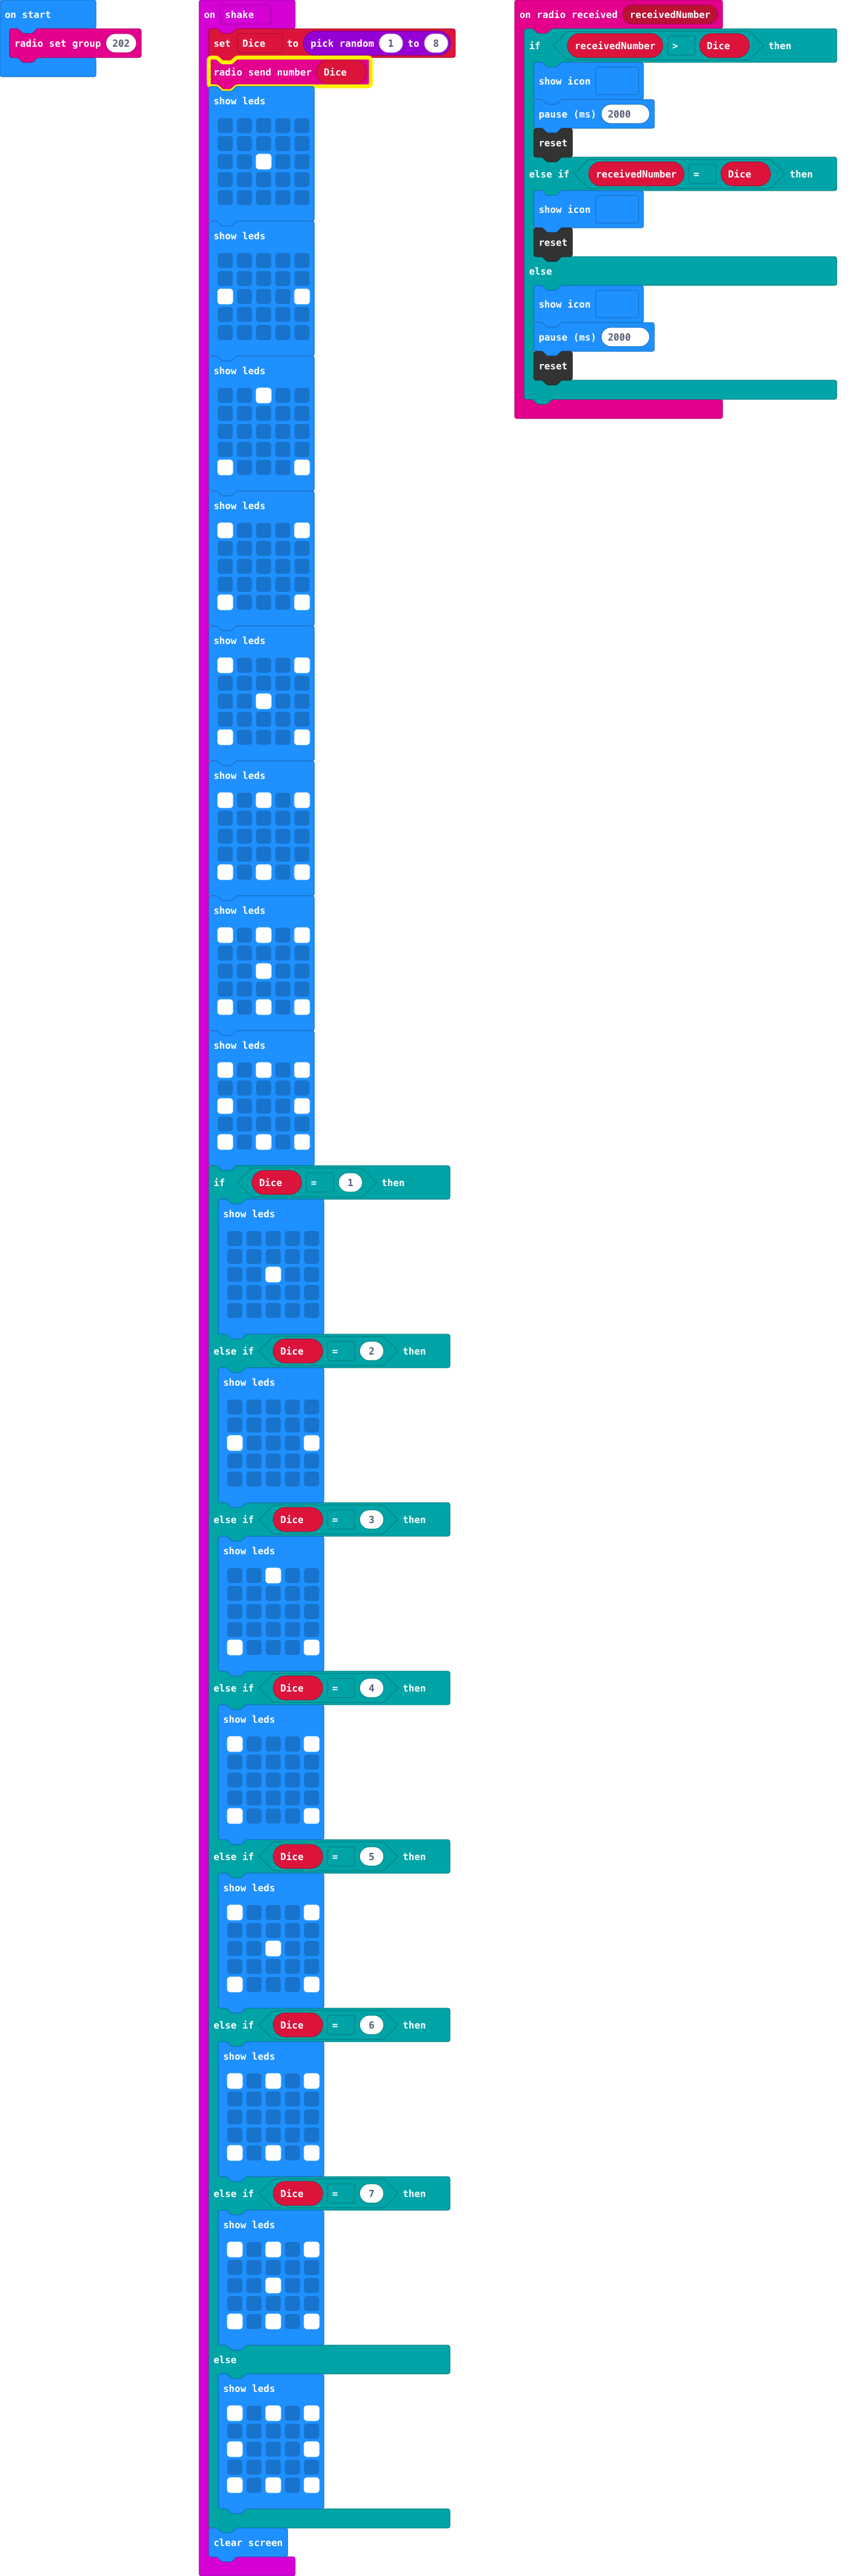 on start
radio set group 202
on shake
set Dice to pick random 1 to 8
radio send number Dice
show leds
show leds
show leds
show leds
show leds
show leds
show leds
show leds
if Dice = 1 then
show leds
else if Dice = 2 then
show leds
else if Dice = 3 then
show leds
else if Dice = 4 then
show leds
else if Dice = 5 then
show leds
else if Dice = 6 then
show leds
else if Dice = 7 then
show leds
else
show leds
clear screen
on radio received receivedNumber
if receivedNumber > Dice then
show icon
pause (ms) 2000
reset
else if receivedNumber = Dice then
show icon
reset
else
show icon
pause (ms) 2000
reset